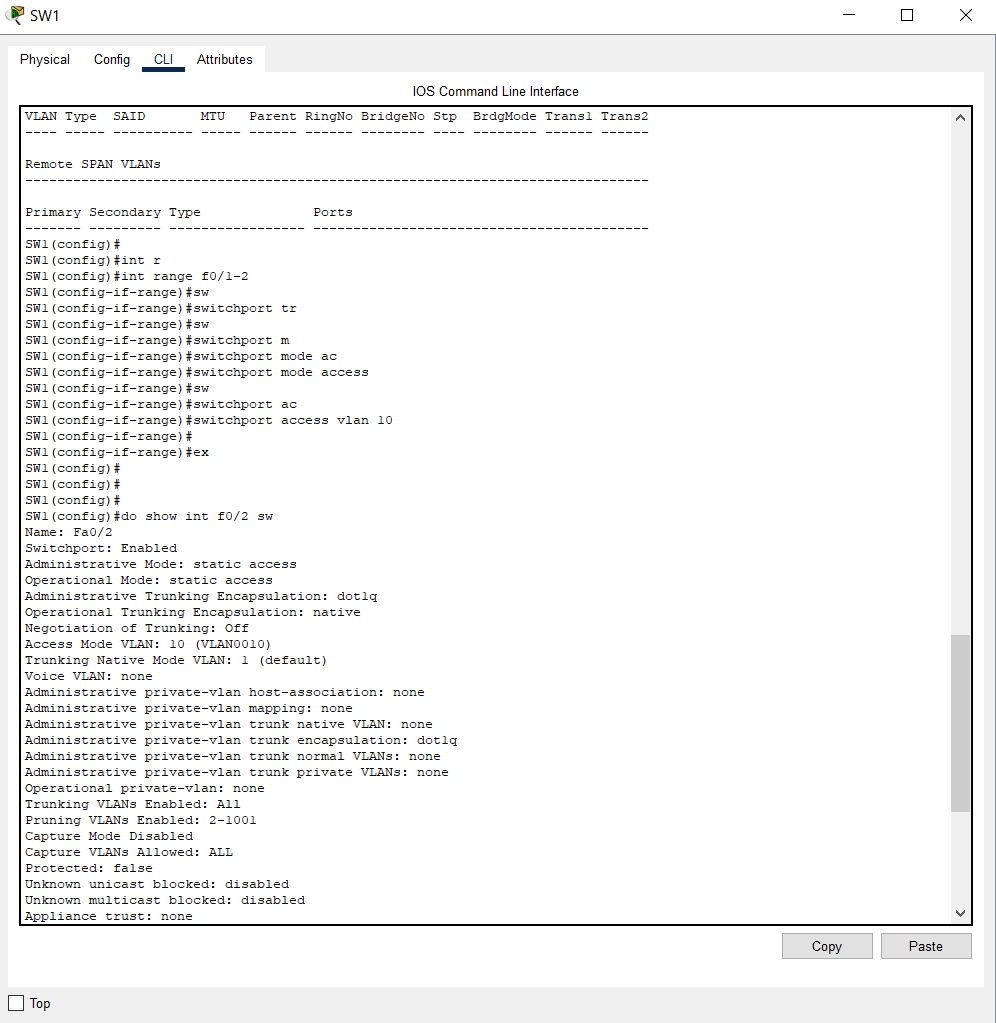 SW1
Physical Config CLI Attributes
IOS Command Line Interface
VLAN Type  SAID       MTU   Parent RingNo BridgeNo Stp  BrdgMode Trans1 Trans2
---- ----- ---------- ----- ------ ------ -------- ---- -------- ------ ------
Remote SPAN VLANs
------------------------------------------------------------------------------
Primary Secondary Type              Ports
------- --------- ----------------- ------------------------------------------
SW1(config)#
SW1(config)#int r
SW1(config)#int range f0/1-2
SW1(config-if-range)#sw
SW1(config-if-range)#switchport tr
SW1(config-if-range)#sw
SW1(config-if-range)#switchport m
SW1(config-if-range)#switchport mode ac
SW1(config-if-range)#switchport mode access
SW1(config-if-range)#sw
SW1(config-if-range)#switchport ac
SW1(config-if-range)#switchport access vlan 10
SW1(config-if-range)#
SW1(config-if-range)#ex
SW1(config)#
SW1(config)#
SW1(config)#
SW1(config)#do show int f0/2 sw
Name: Fa0/2
Switchport: Enabled
Administrative Mode: static access
Operational Mode: static access
Administrative Trunking Encapsulation: dot1q
Operational Trunking Encapsulation: native
Negotiation of Trunking: Off
Access Mode VLAN: 10 (VLAN0010)
Trunking Native Mode VLAN: 1 (default)
Voice VLAN: none
Administrative private-vlan host-association: none
Administrative private-vlan mapping: none
Administrative private-vlan trunk native VLAN: none
Administrative private-vlan trunk encapsulation: dot1q
Administrative private-vlan trunk normal VLANs: none
Administrative private-vlan trunk private VLANs: none
Operational private-vlan: none
Trunking VLANs Enabled: All
Pruning VLANs Enabled: 2-1001
Capture Mode Disabled
Capture VLANs Allowed: ALL
Protected: false
Unknown unicast blocked: disabled
Unknown multicast blocked: disabled
Appliance trust: none
Copy Paste
Top